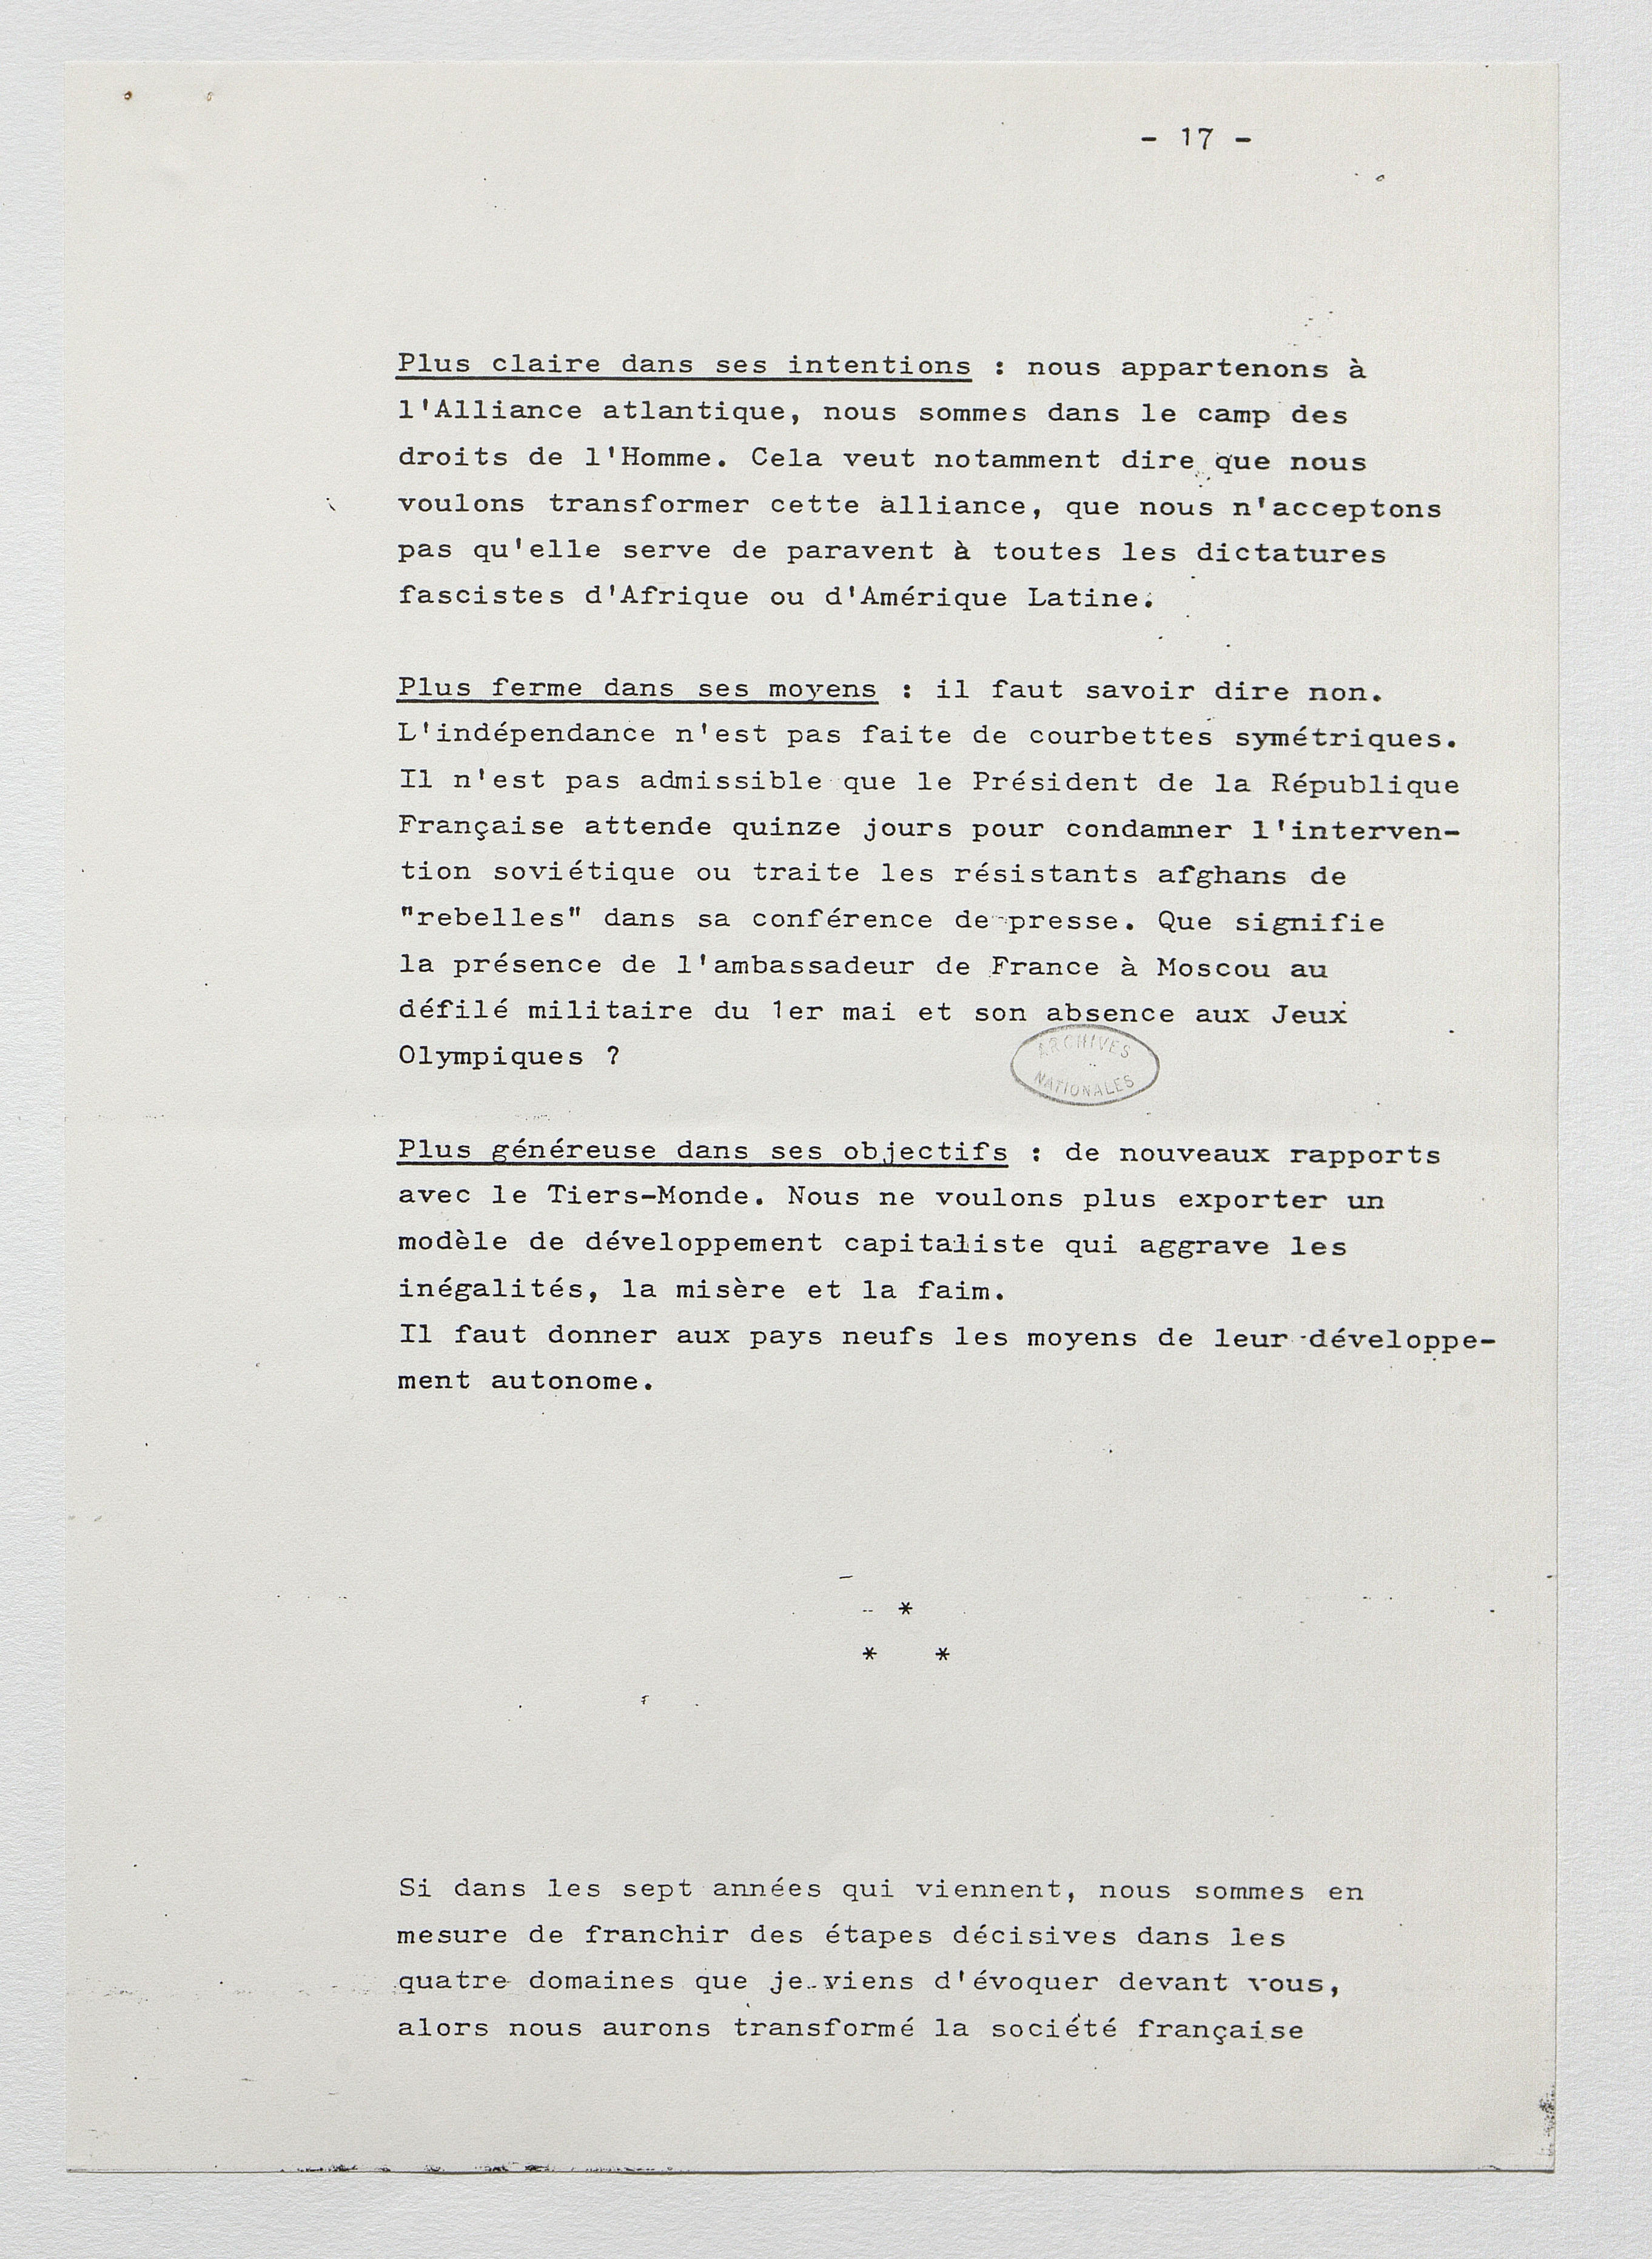 - 17 -
Plus claire dans ses intentions : nous appartenons à
l'Alliance atlantique, nous sommes dans le camp des
droits de l'Homme. Cela veut notamment dire que nous
voulons transformer cette alliance, que nous n'acceptons
pas qu'elle serve de paravent à toutes les dictatures
fascistes d'Afrique ou d'Amérique Latine.
Plus ferme dans ses moyens : il faut savoir dire non.
L'indépendance n'est pas faite de courbettes symétriques.
Il n'est pas admissible que le Président de la République
Française attende quinze jours pour condamner l'interven-
tion soviétique ou traite les résistants afghans de
"rebelles" dans sa conférence de presse. Que signifie
la présence de l'ambassadeur de France à Moscou au
défilé militaire du 1er mai et son absence aux Jeux
Olympiques ?
ARCHIVES
NATIONALES
Plus généreuse dans ses objectifs : de nouveaux rapports
avec le Tiers-Monde. Nous ne voulons plus exporter un
modèle de développement capitaliste qui aggrave les
inégalités, la misère et la faim.
Il faut donner aux pays neufs les moyens de leur développe-
ment autonome.
*
* *
Si dans les sept années qui viennent, nous sommes en
mesure de franchir des étapes décisives dans les
quatre domaines que je viens d'évoquer devant vous,
alors nous aurons transformé la société française